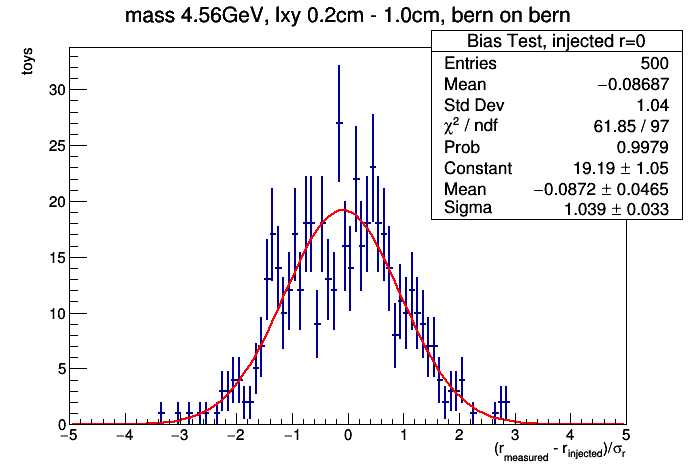 mass 4.56GeV, lxy 0.2cm - 1.0cm, bern on bern
Bias Test, injected r=0
Entries 500
Mean −0.08687
Std Dev 1.04
χ² / ndf 61.85 / 97
Prob 0.9979
Constant 19.19 ± 1.05
Mean −0.0872 ± 0.0465
Sigma 1.039 ± 0.033
toys
30
25
20
15
10
5
0
−5 −4 −3 −2 −1 0 1 2 3 4 5
(r_measured - r_injected)/σ_r